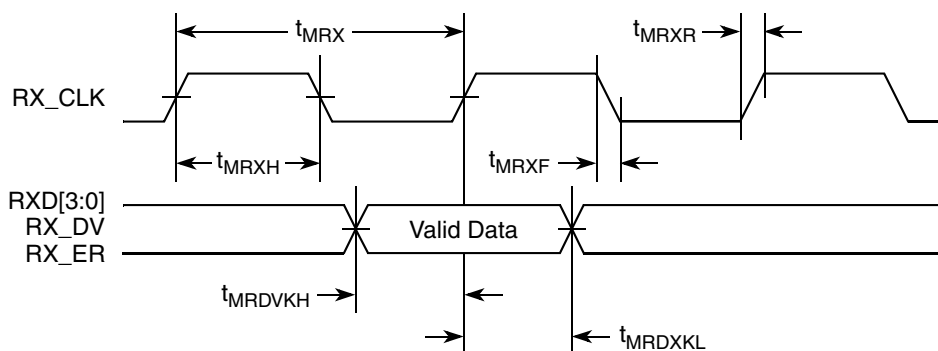 tMRX
tMRXR
RX_CLK
tMRXH
tMRXF
RXD[3:0]
RX_DV
Valid Data
RX_ER
tMRDVKH
tMRDXKL